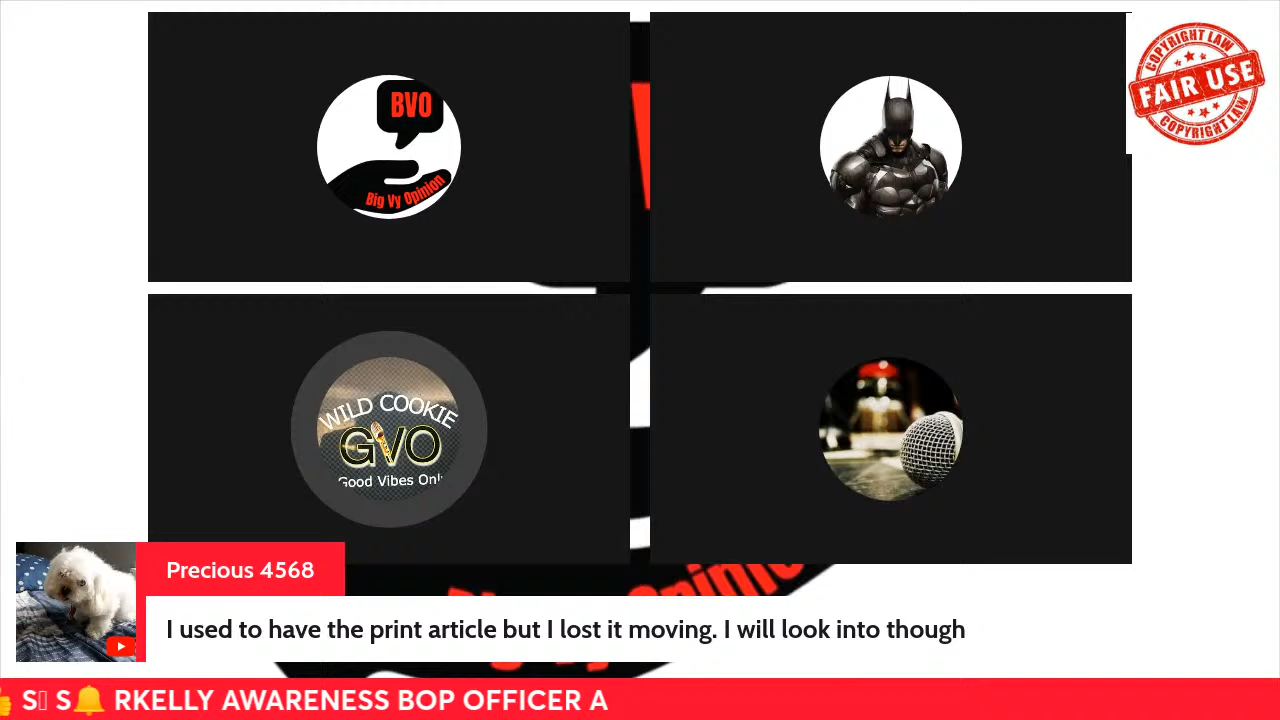 BVO
Big Vy Opinion
COPYRIGHT LAW
FAIR USE
COPYRIGHT LAW
WILD COOKIE
GVO
Good Vibes Onl
Precious 4568
I used to have the print article but I lost it moving. I will look into though
S S RKELLY AWARENESS BOP OFFICER A